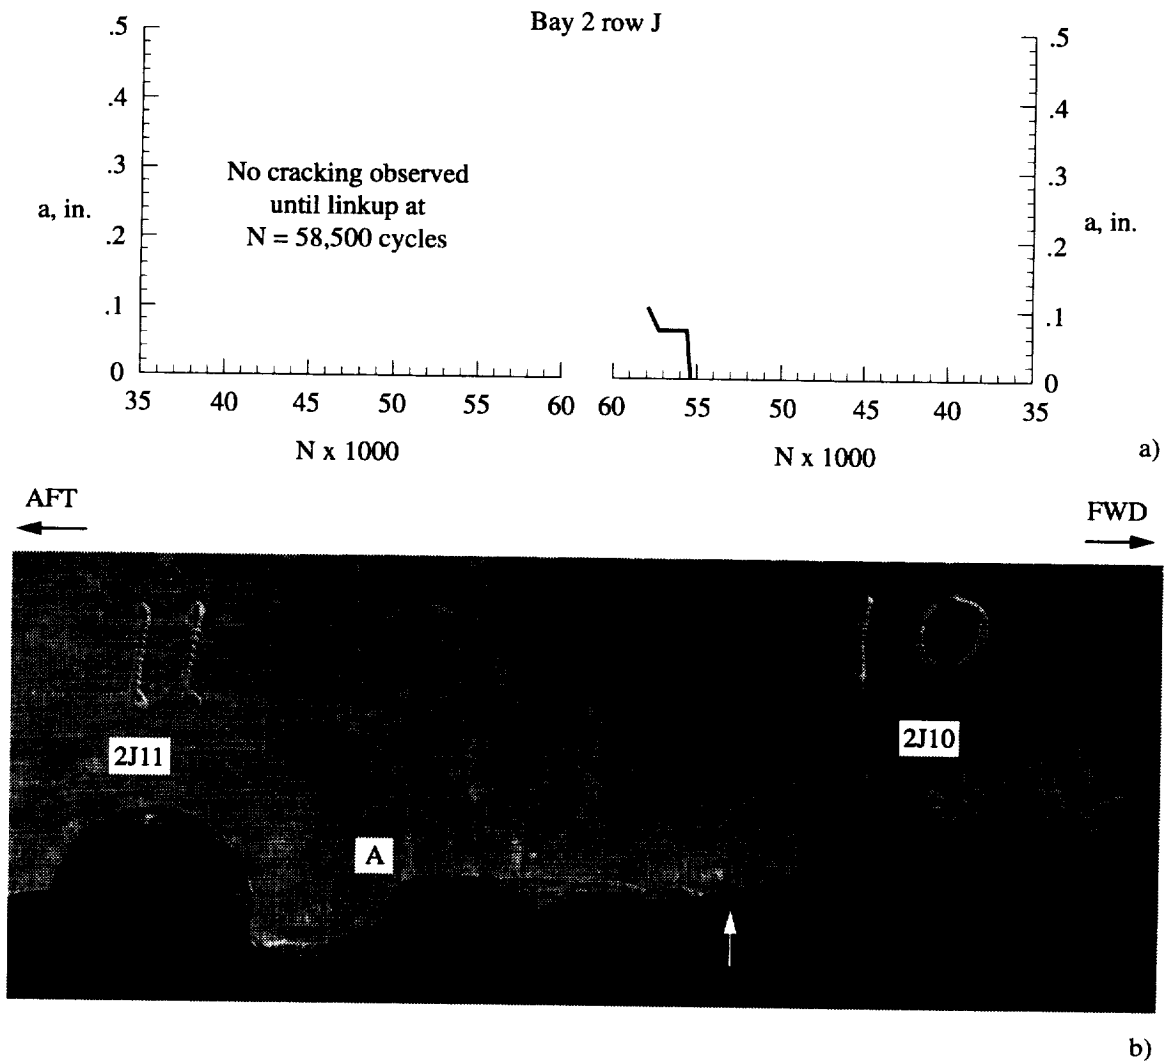 Bay 2 row J
.5
.4
.3
.2
.1
0
a, in.
No cracking observed
until linkup at
N = 58,500 cycles
35 40 45 50 55 60
N x 1000
.5
.4
.3
.2
.1
0
a, in.
60 55 50 45 40 35
N x 1000
a)
AFT
FWD
2J11
2J10
A
b)